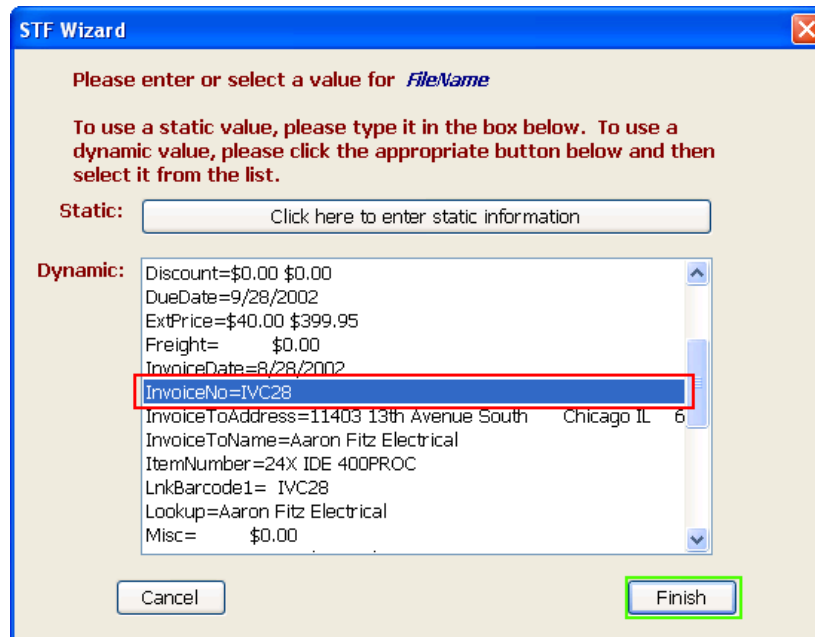 STF Wizard
Please enter or select a value for FileName
To use a static value, please type it in the box below. To use a
dynamic value, please click the appropriate button below and then
select it from the list.
Static:
Click here to enter static information
Dynamic:
Discount=$0.00 $0.00
DueDate=9/28/2002
ExtPrice=$40.00 $399.95
Freight= $0.00
InvoiceDate=8/28/2002
InvoiceNo=IVC28
InvoiceToAddress=11403 13th Avenue South Chicago IL 6
InvoiceToName=Aaron Fitz Electrical
ItemNumber=24X IDE 400PROC
LnkBarcode1= IVC28
Lookup=Aaron Fitz Electrical
Misc= $0.00
Cancel
Finish